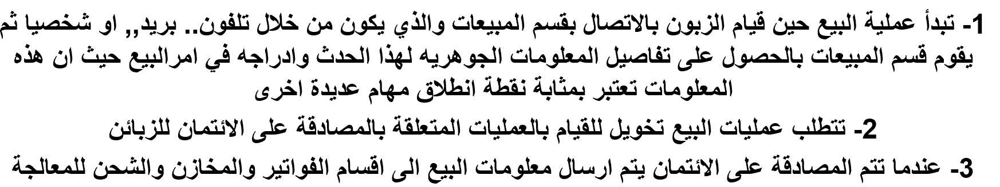 1- تبدأ عملية البيع حين قيام الزبون بالاتصال بقسم المبيعات والذي يكون من خلال تلفون.. بريد,, او شخصيا ثم
يقوم قسم المبيعات بالحصول على تفاصيل المعلومات الجوهريه لهذا الحدث وادراجه في امرالبيع حيث ان هذه
المعلومات تعتبر بمثابة نقطة انطلاق مهام عديدة اخرى
2- تتطلب عمليات البيع تخويل للقيام بالعمليات المتعلقة بالمصادقة على الائتمان للزبائن
3- عندما تتم المصادقة على الائتمان يتم ارسال معلومات البيع الى اقسام الفواتير والمخازن والشحن للمعالجة